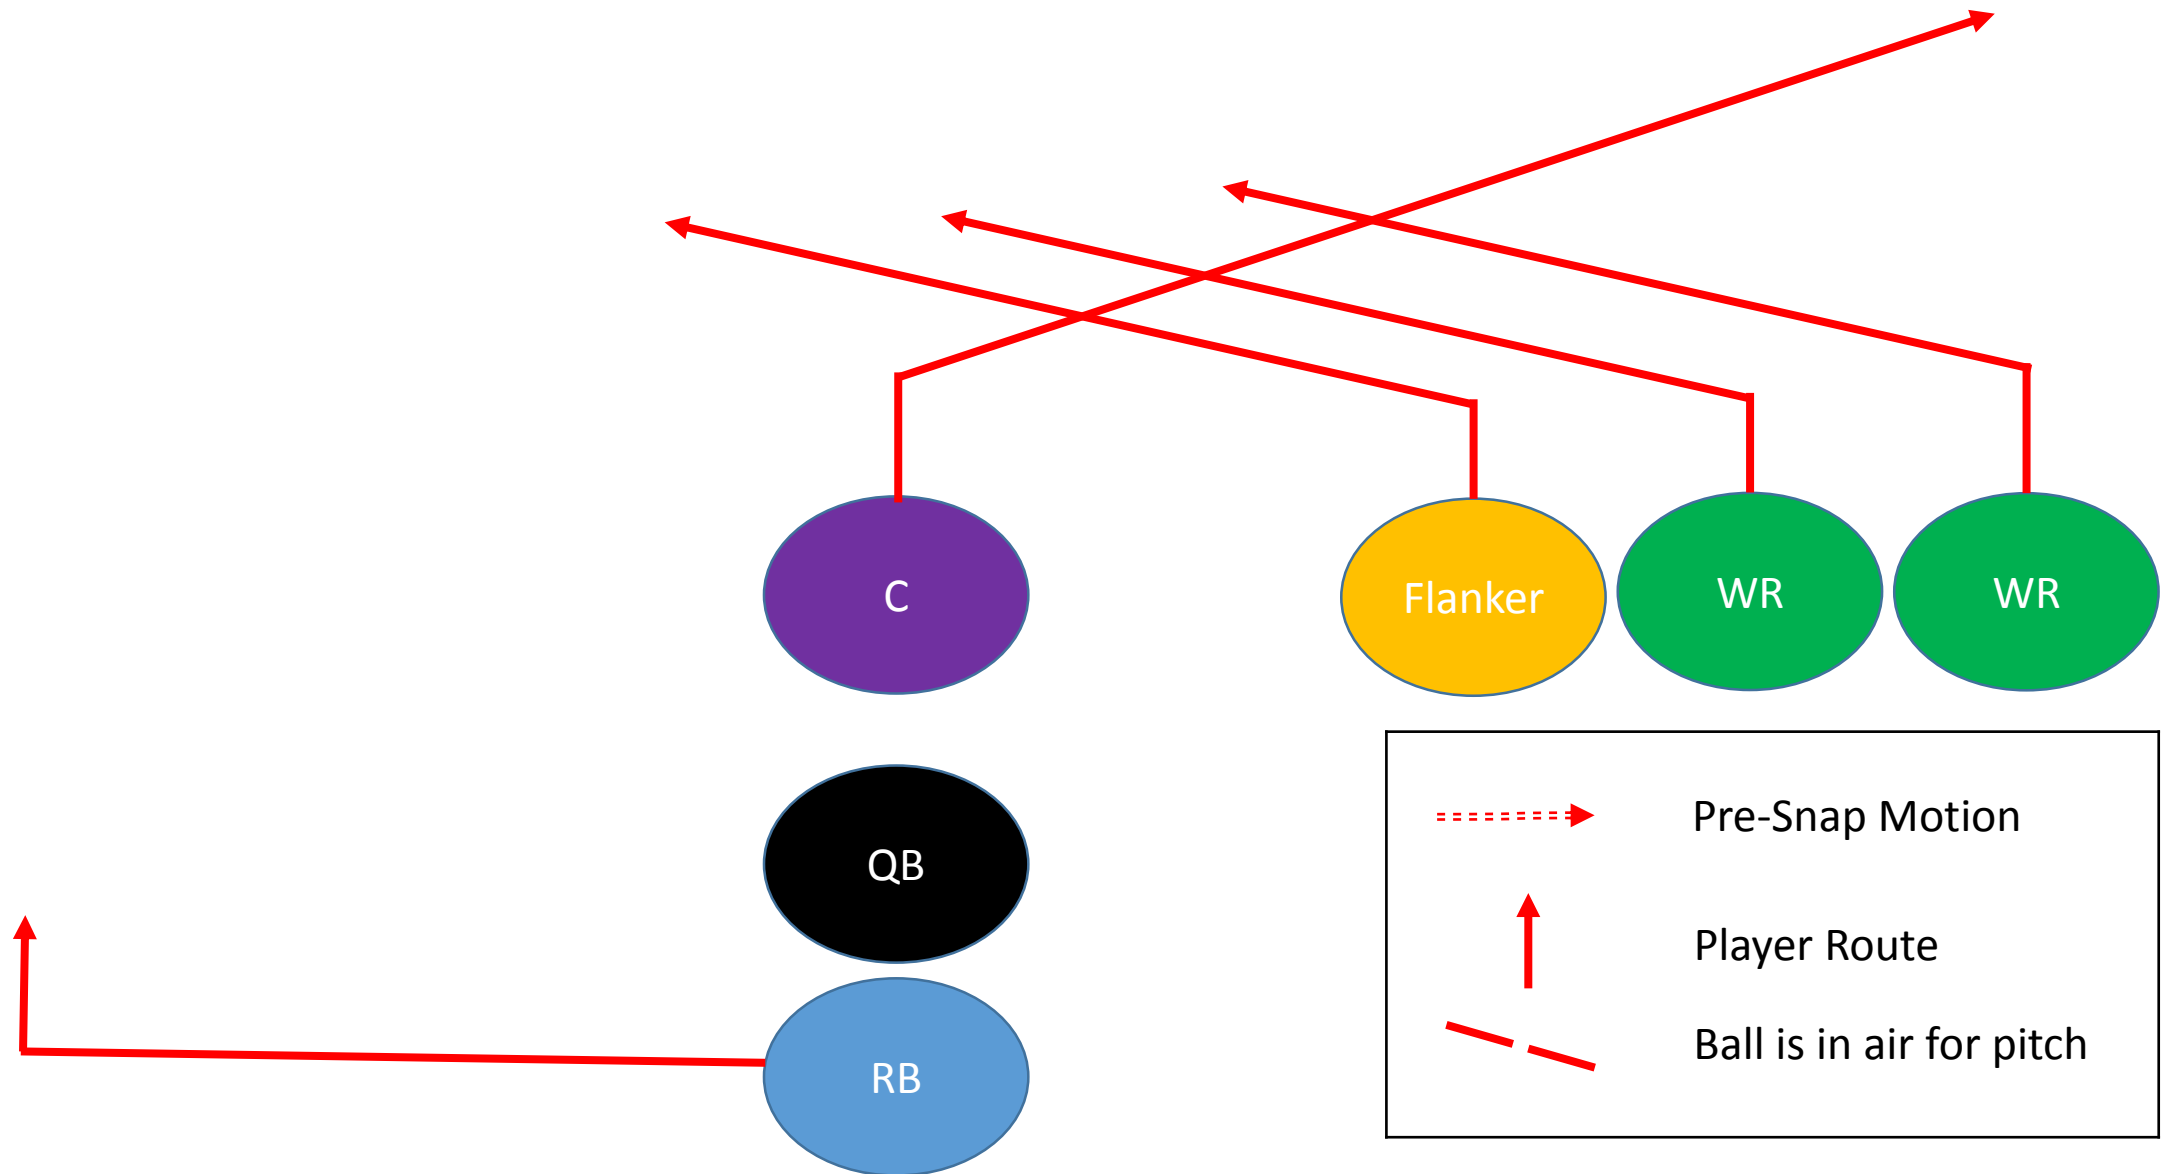 C
Flanker
WR
WR
QB
RB
Pre-Snap Motion
Player Route
Ball is in air for pitch